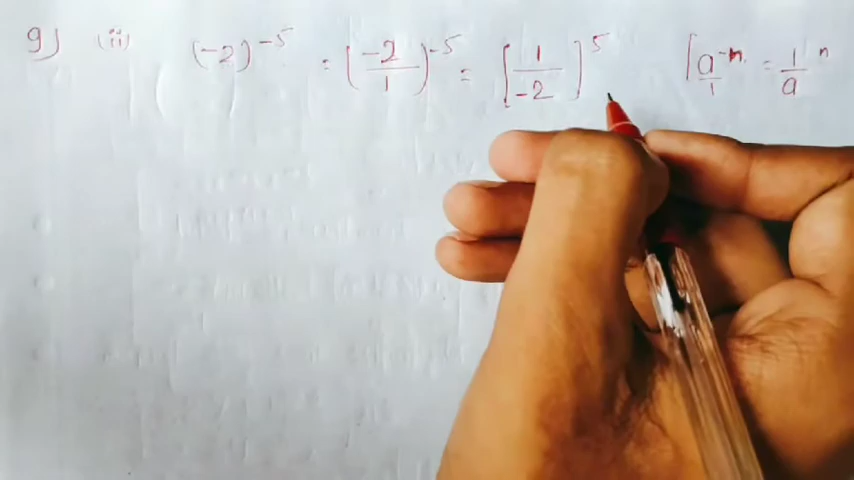 9) (ii) (-2)^-5 = (-2/1)^-5 = [1/-2]^5 [a^-n/1 = 1/a^n